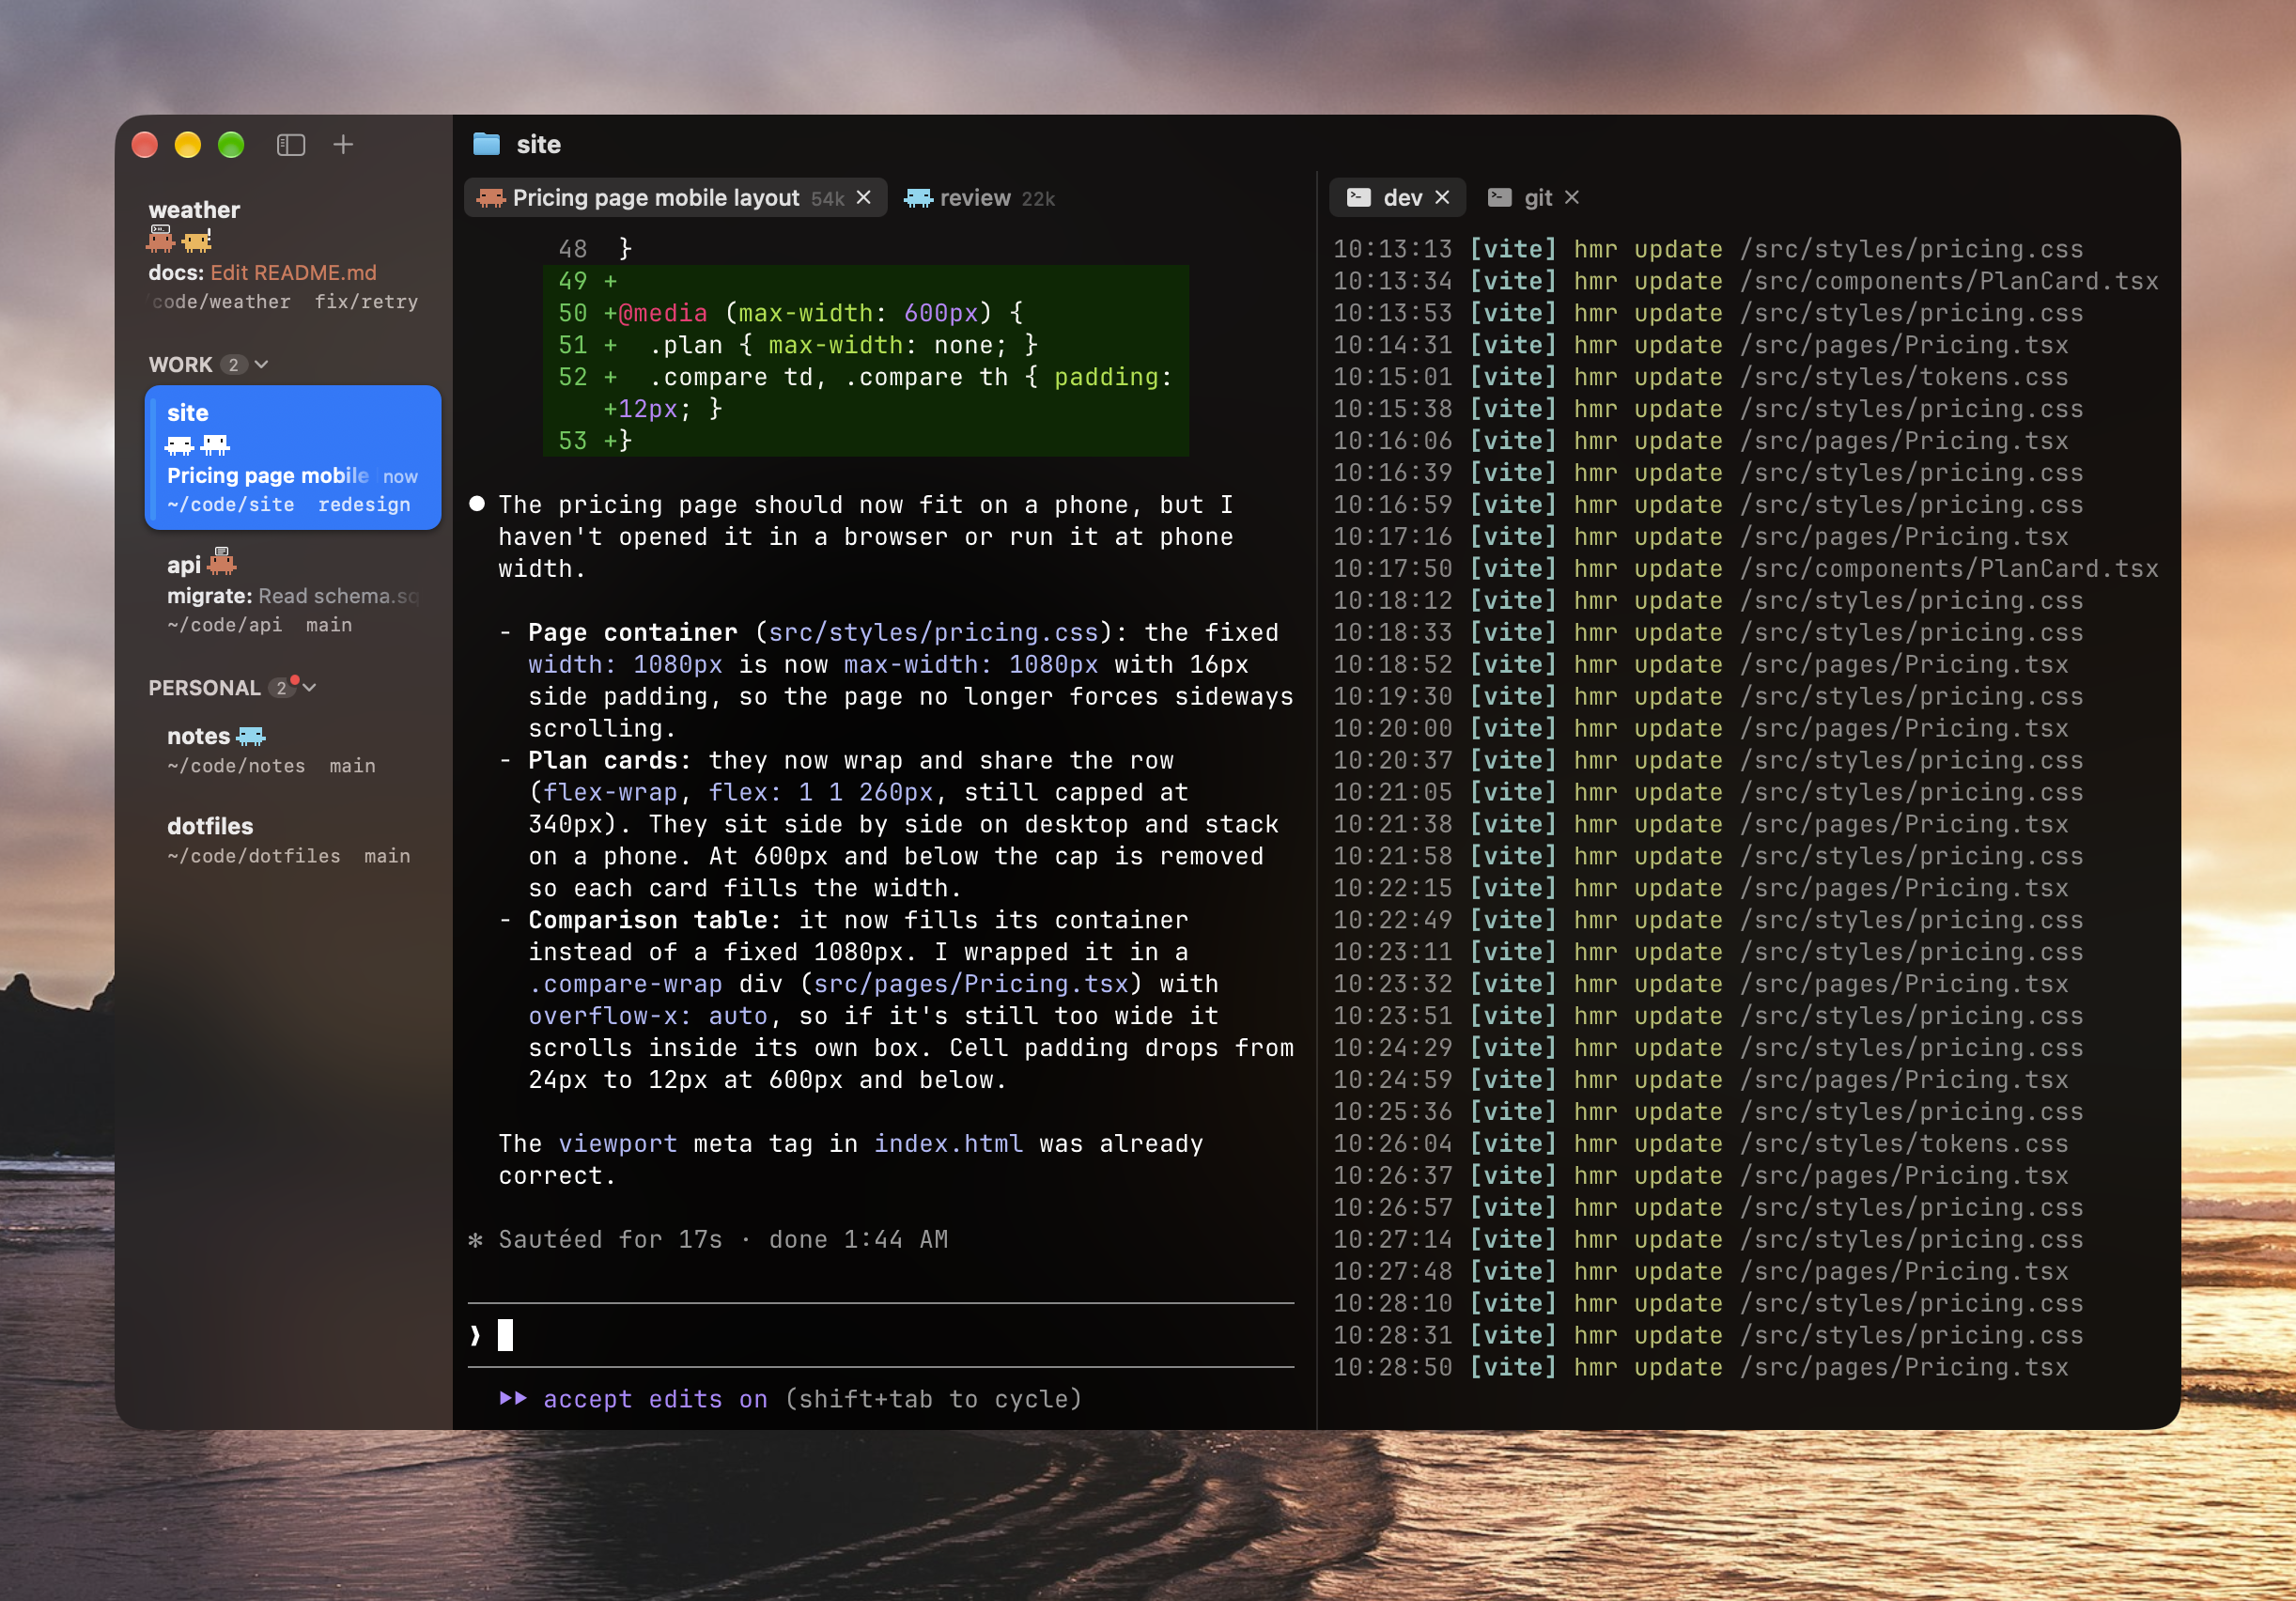 weather
docs: Edit README.md
code/weather fix/retry
WORK 2
site
Pricing page mobile now
~/code/site redesign
api
migrate: Read schema.sq
~/code/api main
PERSONAL 2
notes
~/code/notes main
dotfiles
~/code/dotfiles main
site
Pricing page mobile layout 54k
review 22k
48 }
49 +
50 +@media (max-width: 600px) {
51 + .plan { max-width: none; }
52 + .compare td, .compare th { padding:
+12px; }
53 +}
The pricing page should now fit on a phone, but I
haven't opened it in a browser or run it at phone
width.
- Page container (src/styles/pricing.css): the fixed
width: 1080px is now max-width: 1080px with 16px
side padding, so the page no longer forces sideways
scrolling.
- Plan cards: they now wrap and share the row
(flex-wrap, flex: 1 1 260px, still capped at
340px). They sit side by side on desktop and stack
on a phone. At 600px and below the cap is removed
so each card fills the width.
- Comparison table: it now fills its container
instead of a fixed 1080px. I wrapped it in a
.compare-wrap div (src/pages/Pricing.tsx) with
overflow-x: auto, so if it's still too wide it
scrolls inside its own box. Cell padding drops from
24px to 12px at 600px and below.
The viewport meta tag in index.html was already
correct.
✻ Sautéed for 17s · done 1:44 AM
❯
⏵⏵ accept edits on (shift+tab to cycle)
dev
git
10:13:13 [vite] hmr update /src/styles/pricing.css
10:13:34 [vite] hmr update /src/components/PlanCard.tsx
10:13:53 [vite] hmr update /src/styles/pricing.css
10:14:31 [vite] hmr update /src/pages/Pricing.tsx
10:15:01 [vite] hmr update /src/styles/tokens.css
10:15:38 [vite] hmr update /src/styles/pricing.css
10:16:06 [vite] hmr update /src/pages/Pricing.tsx
10:16:39 [vite] hmr update /src/styles/pricing.css
10:16:59 [vite] hmr update /src/styles/pricing.css
10:17:16 [vite] hmr update /src/pages/Pricing.tsx
10:17:50 [vite] hmr update /src/components/PlanCard.tsx
10:18:12 [vite] hmr update /src/styles/pricing.css
10:18:33 [vite] hmr update /src/styles/pricing.css
10:18:52 [vite] hmr update /src/pages/Pricing.tsx
10:19:30 [vite] hmr update /src/styles/pricing.css
10:20:00 [vite] hmr update /src/pages/Pricing.tsx
10:20:37 [vite] hmr update /src/styles/pricing.css
10:21:05 [vite] hmr update /src/styles/pricing.css
10:21:38 [vite] hmr update /src/pages/Pricing.tsx
10:21:58 [vite] hmr update /src/styles/pricing.css
10:22:15 [vite] hmr update /src/pages/Pricing.tsx
10:22:49 [vite] hmr update /src/styles/pricing.css
10:23:11 [vite] hmr update /src/styles/pricing.css
10:23:32 [vite] hmr update /src/pages/Pricing.tsx
10:23:51 [vite] hmr update /src/styles/pricing.css
10:24:29 [vite] hmr update /src/styles/pricing.css
10:24:59 [vite] hmr update /src/pages/Pricing.tsx
10:25:36 [vite] hmr update /src/styles/pricing.css
10:26:04 [vite] hmr update /src/styles/tokens.css
10:26:37 [vite] hmr update /src/pages/Pricing.tsx
10:26:57 [vite] hmr update /src/styles/pricing.css
10:27:14 [vite] hmr update /src/styles/pricing.css
10:27:48 [vite] hmr update /src/pages/Pricing.tsx
10:28:10 [vite] hmr update /src/styles/pricing.css
10:28:31 [vite] hmr update /src/styles/pricing.css
10:28:50 [vite] hmr update /src/pages/Pricing.tsx